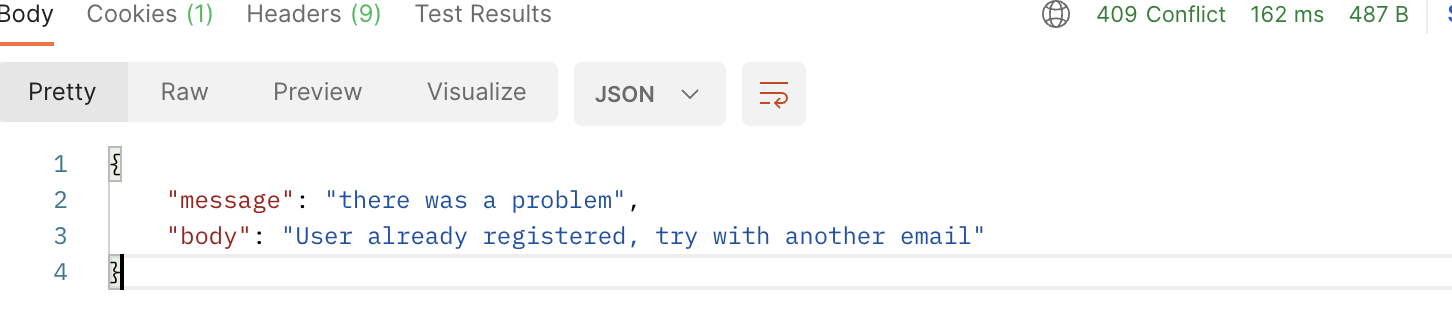 Body Cookies (1) Headers (9) Test Results 409 Conflict 162 ms 487 B
Pretty Raw Preview Visualize JSON
1 {
2 "message": "there was a problem",
3 "body": "User already registered, try with another email"
4 }